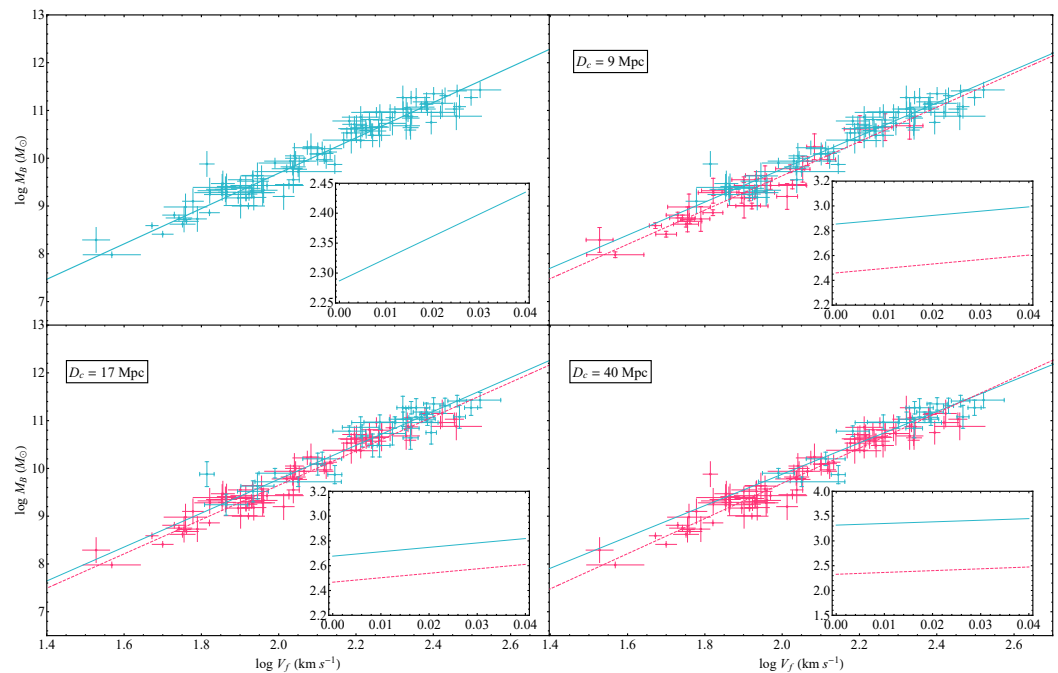 13
12
11
10
9
8
7
13
log M_B (M_⊙)
2.45
2.40
2.35
2.30
2.25
0.00 0.01 0.02 0.03 0.04
D_c = 9 Mpc
3.2
3.0
2.8
2.6
2.4
2.2
0.00 0.01 0.02 0.03 0.04
D_c = 17 Mpc
12
11
10
9
8
7
log M_B (M_⊙)
3.2
3.0
2.8
2.6
2.4
2.2
0.00 0.01 0.02 0.03 0.04
1.4 1.6 1.8 2.0 2.2 2.4 2.6
log V_f (km s⁻¹)
D_c = 40 Mpc
4.0
3.5
3.0
2.5
2.0
1.5
0.00 0.01 0.02 0.03 0.04
1.4 1.6 1.8 2.0 2.2 2.4 2.6
log V_f (km s⁻¹)